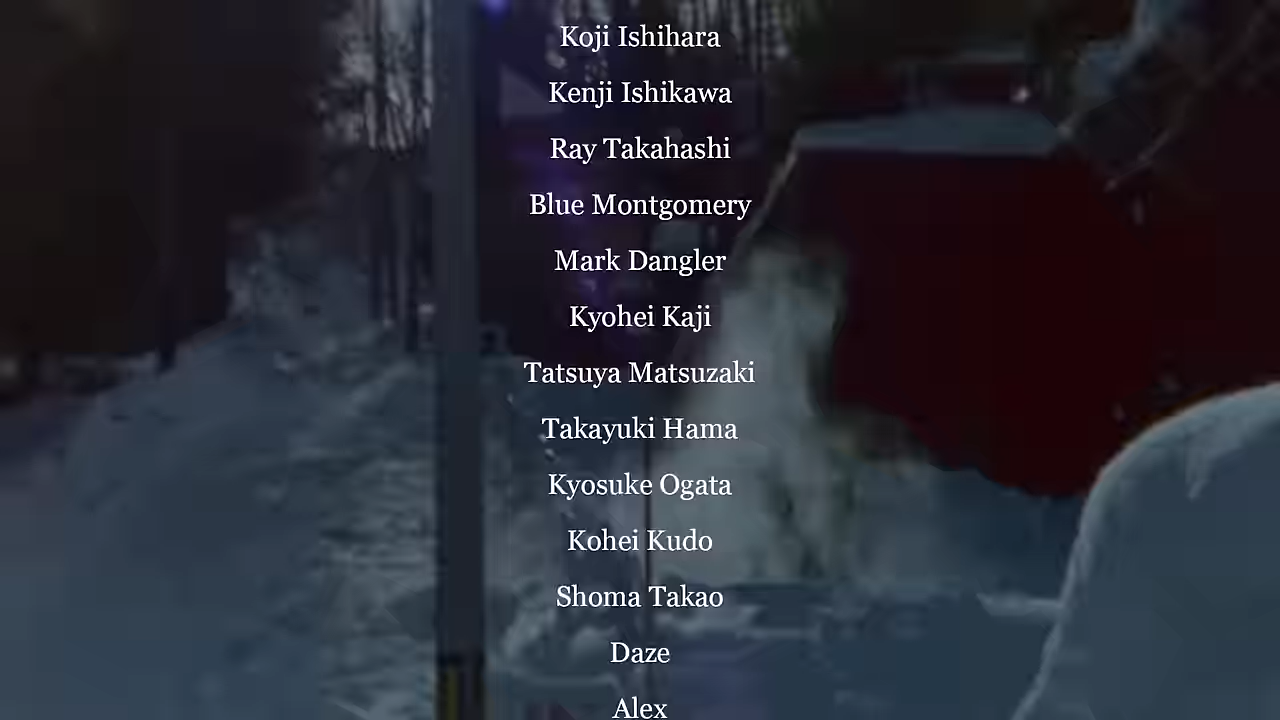 Koji Ishihara
Kenji Ishikawa
Ray Takahashi
Blue Montgomery
Mark Dangler
Kyohei Kaji
Tatsuya Matsuzaki
Takayuki Hama
Kyosuke Ogata
Kohei Kudo
Shoma Takao
Daze
Alex